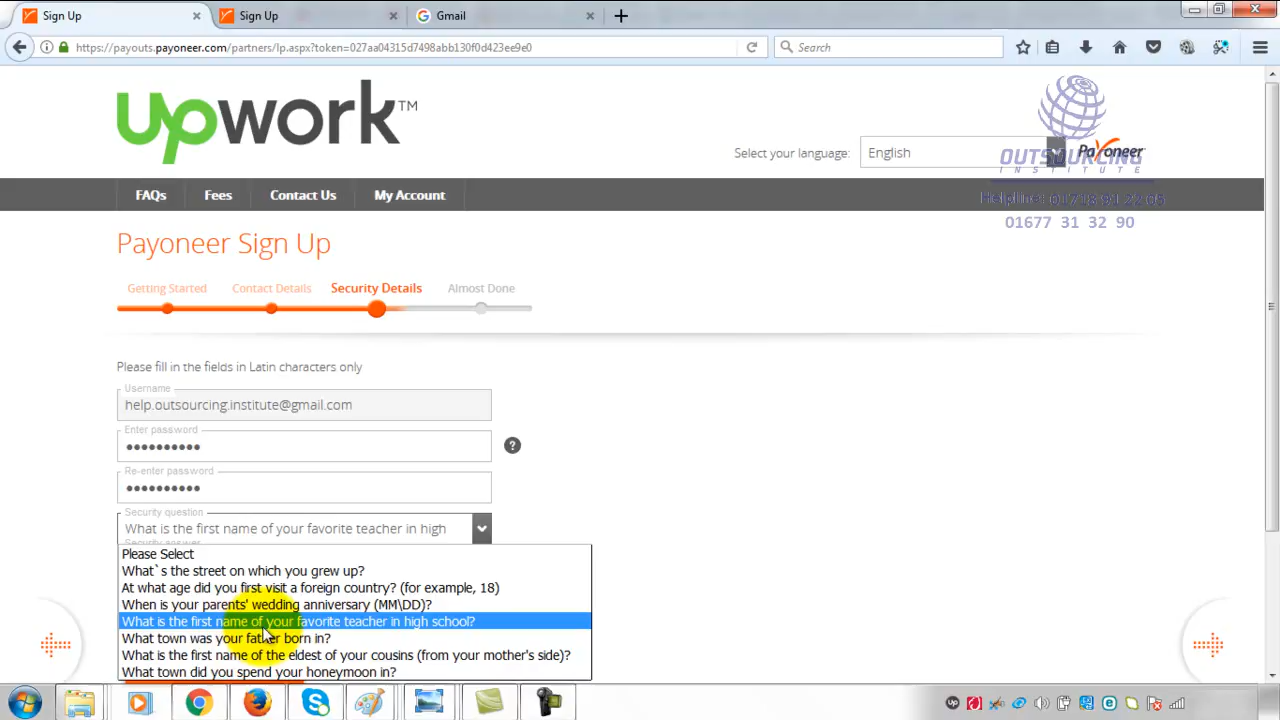 Sign Up
Sign Up
Gmail
https://payouts.payoneer.com/partners/lp.aspx?token=027aa04315d7498abb130f0d423ee9e0
Search
upwork™
Select your language:
English
Payoneer
OUTSOURCING
INSTITUTE
FAQs
Fees
Contact Us
My Account
01677 31 32 90
Payoneer Sign Up
Getting Started
Contact Details
Security Details
Almost Done
Please fill in the fields in Latin characters only
Username
help.outsourcing.institute@gmail.com
Enter password
?
Re-enter password
Security question
What is the first name of your favorite teacher in high
Security answer
Please Select
What`s the street on which you grew up?
At what age did you first visit a foreign country? (for example, 18)
When is your parents' wedding anniversary (MM\DD)?
What is the first name of your favorite teacher in high school?
What town was your father born in?
What is the first name of the eldest of your cousins (from your mother's side)?
What town did you spend your honeymoon in?